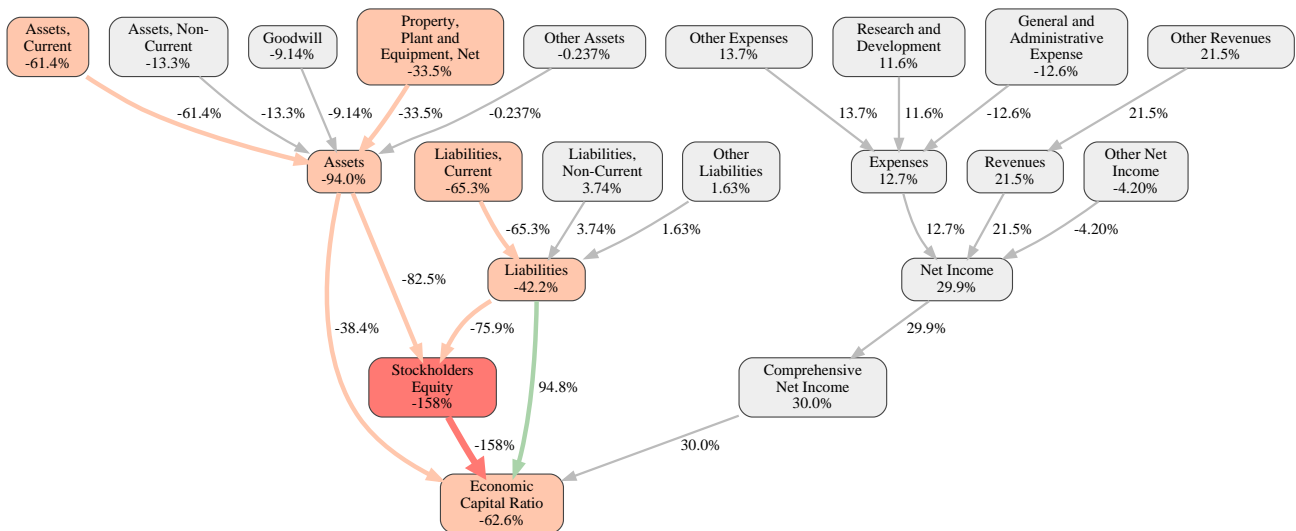 Assets,
Current
-61.4%
Assets, Non-
Current
-13.3%
Goodwill
-9.14%
Property,
Plant and
Equipment, Net
-33.5%
Other Assets
-0.237%
Other Expenses
13.7%
Research and
Development
11.6%
General and
Administrative
Expense
-12.6%
Other Revenues
21.5%
-61.4%
-13.3%
-9.14%
-33.5%
-0.237%
13.7%
11.6%
-12.6%
21.5%
Assets
-94.0%
Liabilities,
Current
-65.3%
Liabilities,
Non-Current
3.74%
Other
Liabilities
1.63%
Expenses
12.7%
Revenues
21.5%
Other Net
Income
-4.20%
-65.3%
3.74%
1.63%
12.7%
21.5%
-4.20%
-82.5%
Liabilities
-42.2%
Net Income
29.9%
-38.4%
-75.9%
29.9%
Stockholders
Equity
-158%
94.8%
Comprehensive
Net Income
30.0%
-158%
30.0%
Economic
Capital Ratio
-62.6%